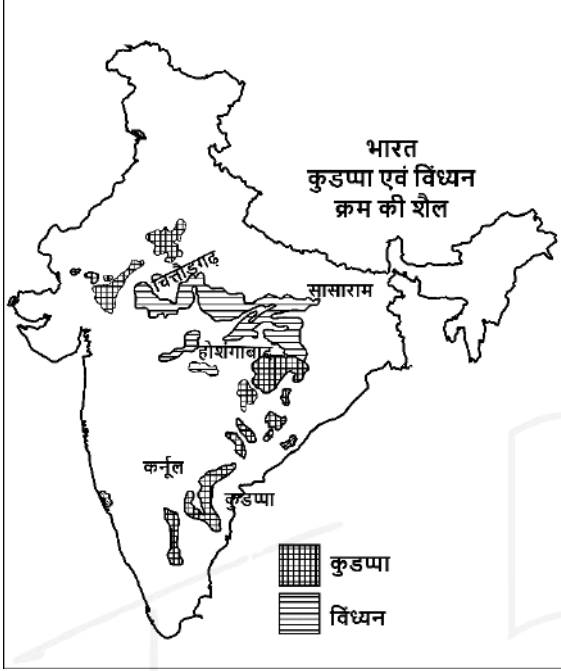 भारत
कुडप्पा एवं विंध्यन
क्रम की शैल
चित्तौड़गढ़
सासाराम
होशंगाबाद
कर्नूल
कुडप्पा
कुडप्पा
विंध्यन